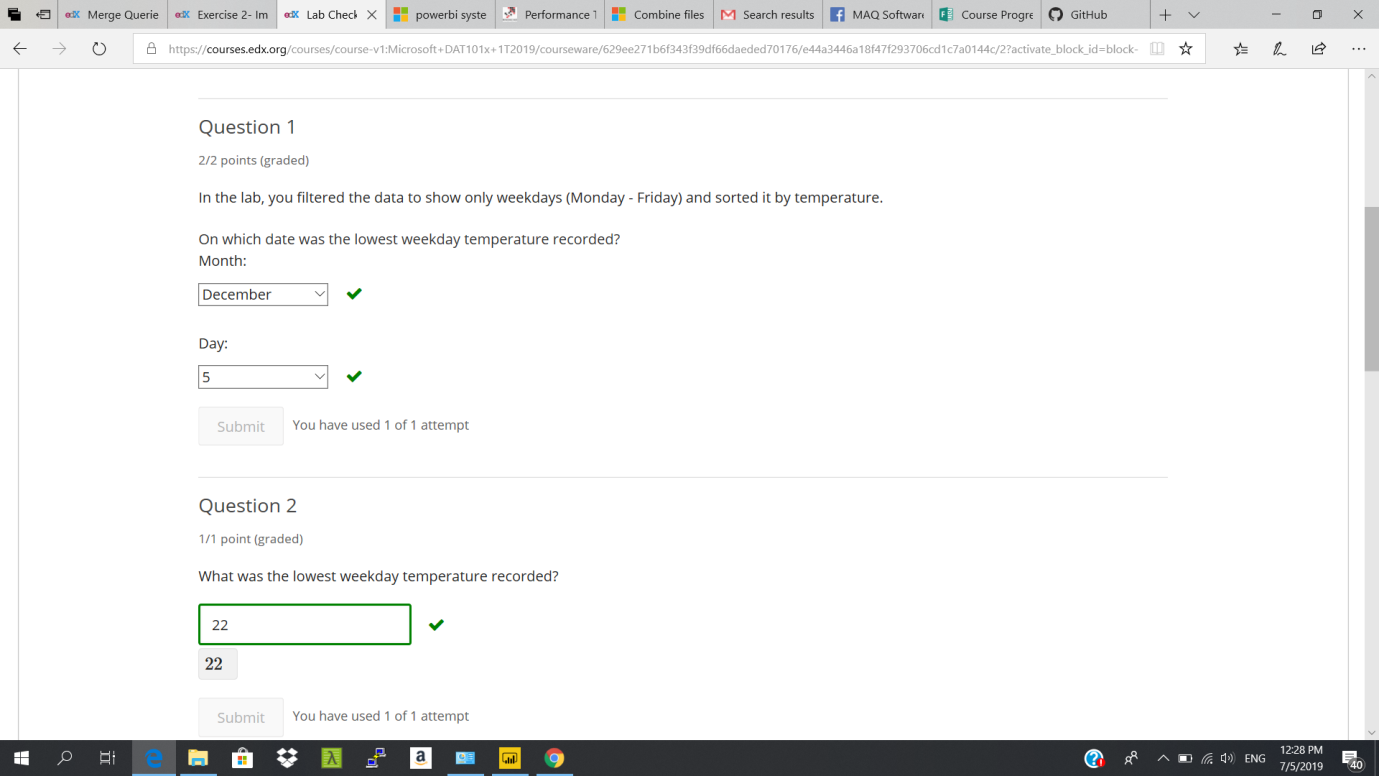 edX Merge Querie
edX Exercise 2- Im
edX Lab Check
powerbi syste
Performance T
Combine files
Search results
MAQ Software
Course Progre
GitHub
https://courses.edx.org/courses/course-v1:Microsoft+DAT101x+1T2019/courseware/629ee271b6f343f39df66daeded70176/e44a3446a18f47f293706cd1c7a0144c/2?activate_block_id=block-
Question 1
2/2 points (graded)
In the lab, you filtered the data to show only weekdays (Monday - Friday) and sorted it by temperature.
On which date was the lowest weekday temperature recorded?
Month:
December
Day:
5
Submit You have used 1 of 1 attempt
Question 2
1/1 point (graded)
What was the lowest weekday temperature recorded?
22
22
Submit You have used 1 of 1 attempt
ENG
12:28 PM
7/5/2019
40